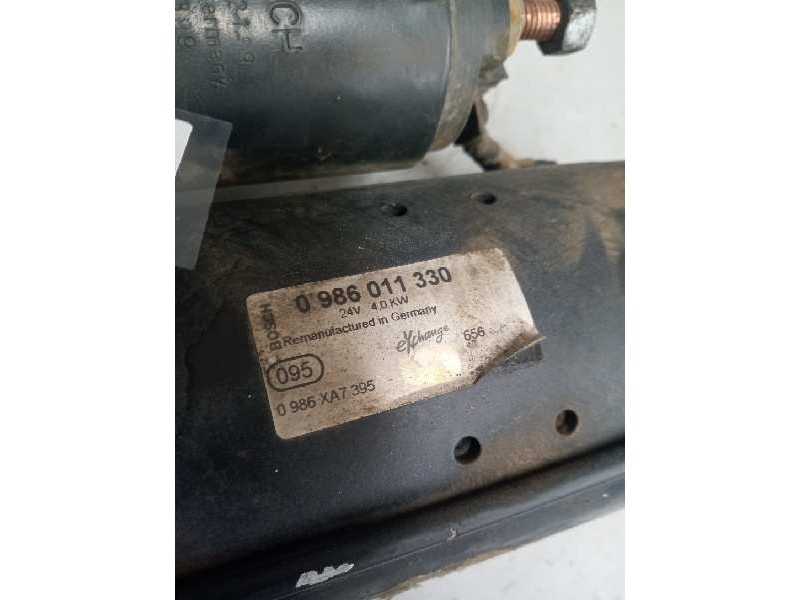 CH
0 986 011 330
24V 4.0 KW
Remanufactured in Germany
BOSCH
eXchange 656
095
0 986 XA7 395